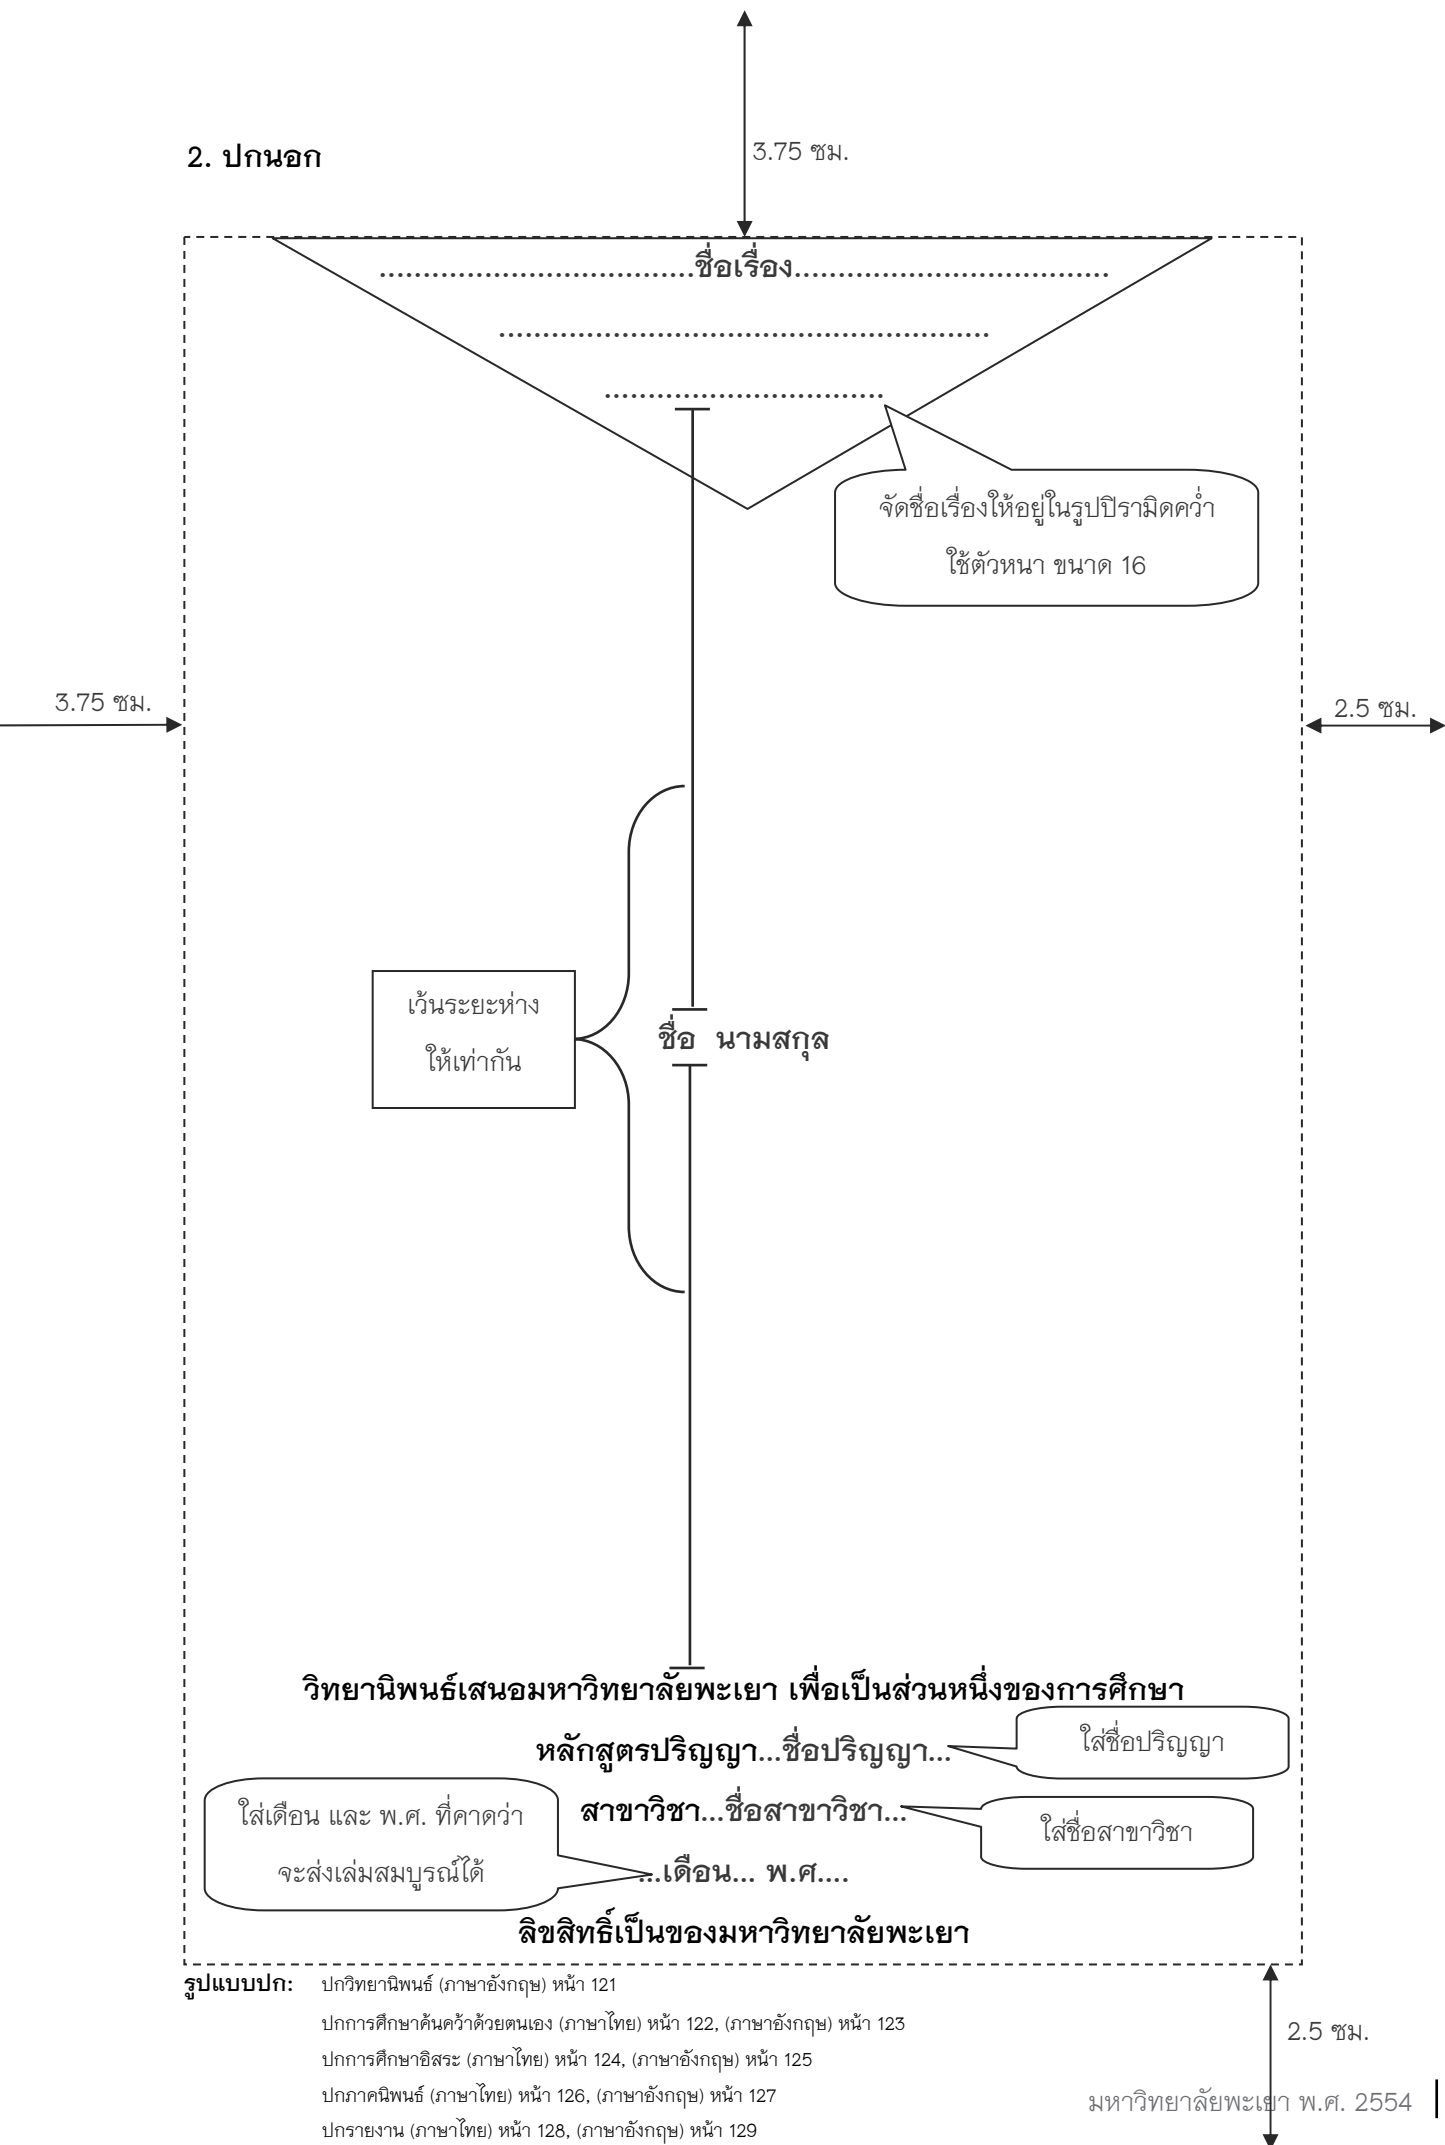 3.75 ซม.
2. ปกนอก
....................................ชื่อเรื่อง....................................
........................................................
................................
จัดชื่อเรื่องให้อยู่ในรูปปิรามิดคว่ำ
ใช้ตัวหนา ขนาด 16
3.75 ซม.
2.5 ซม.
เว้นระยะห่าง
ให้เท่ากัน
ชื่อ นามสกุล
วิทยานิพนธ์เสนอมหาวิทยาลัยพะเยา เพื่อเป็นส่วนหนึ่งของการศึกษา
หลักสูตรปริญญา...ชื่อปริญญา...
ใส่ชื่อปริญญา
สาขาวิชา...ชื่อสาขาวิชา...
ใส่ชื่อสาขาวิชา
ใส่เดือน และ พ.ศ. ที่คาดว่า
จะส่งเล่มสมบูรณ์ได้
...เดือน... พ.ศ....
ลิขสิทธิ์เป็นของมหาวิทยาลัยพะเยา
รูปแบบปก: ปกวิทยานิพนธ์ (ภาษาอังกฤษ) หน้า 121
ปกการศึกษาค้นคว้าด้วยตนเอง (ภาษาไทย) หน้า 122, (ภาษาอังกฤษ) หน้า 123
2.5 ซม.
ปกการศึกษาอิสระ (ภาษาไทย) หน้า 124, (ภาษาอังกฤษ) หน้า 125
ปกภาคนิพนธ์ (ภาษาไทย) หน้า 126, (ภาษาอังกฤษ) หน้า 127
มหาวิทยาลัยพะเยา พ.ศ. 2554
ปกรายงาน (ภาษาไทย) หน้า 128, (ภาษาอังกฤษ) หน้า 129